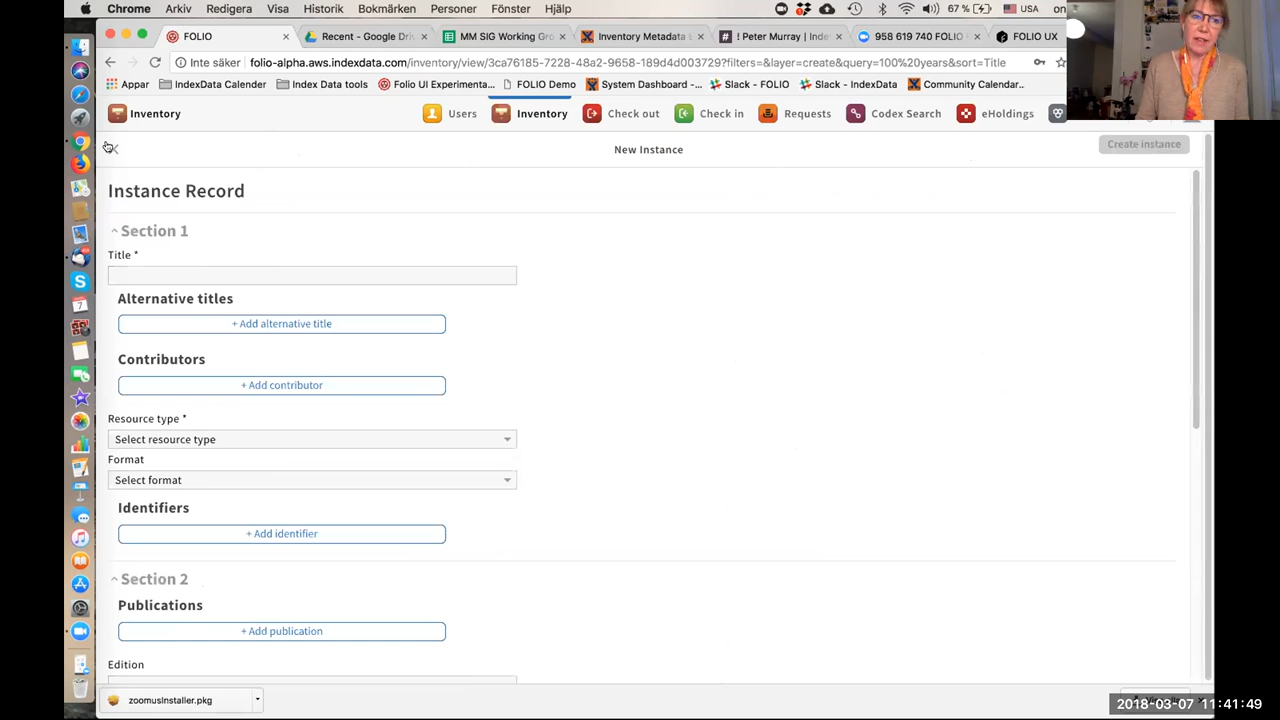 Chrome Arkiv Redigera Visa Historik Bokmärken Personer Fönster Hjälp 67 % USA
FOLIO Recent - Google Driv MM SIG Working Gro Inventory Metadata E ! Peter Murray | Inde 958 619 740 FOLIO FOLIO UX
Inte säker folio-alpha.aws.indexdata.com/inventory/view/3ca76185-7228-48a2-9658-189d4d003729?filters=&layer=create&query=100%20years&sort=Title
Appar IndexData Calender Index Data tools Folio UI Experimenta... FOLIO Demo System Dashboard -... Slack - FOLIO Slack - IndexData Community Calendar...
Inventory Users Inventory Check out Check in Requests Codex Search eHoldings
New Instance
Create instance
Instance Record
Section 1
Title *
Alternative titles
+ Add alternative title
Contributors
+ Add contributor
Resource type *
Select resource type
Format
Select format
Identifiers
+ Add identifier
Section 2
Publications
+ Add publication
Edition
zoomusInstaller.pkg
2018-03-07 11:41:49